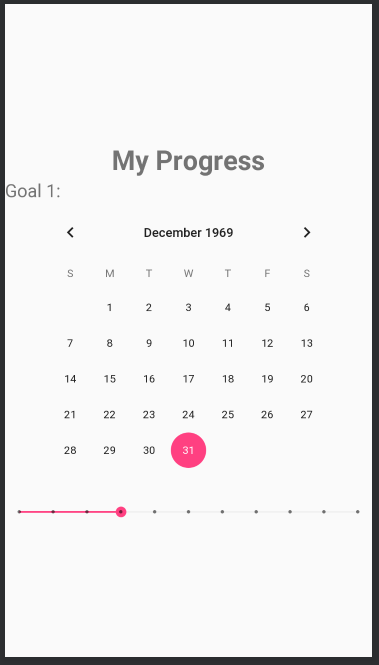 My Progress
Goal 1:
December 1969
S M T W T F S
1 2 3 4 5 6
7 8 9 10 11 12 13
14 15 16 17 18 19 20
21 22 23 24 25 26 27
28 29 30 31